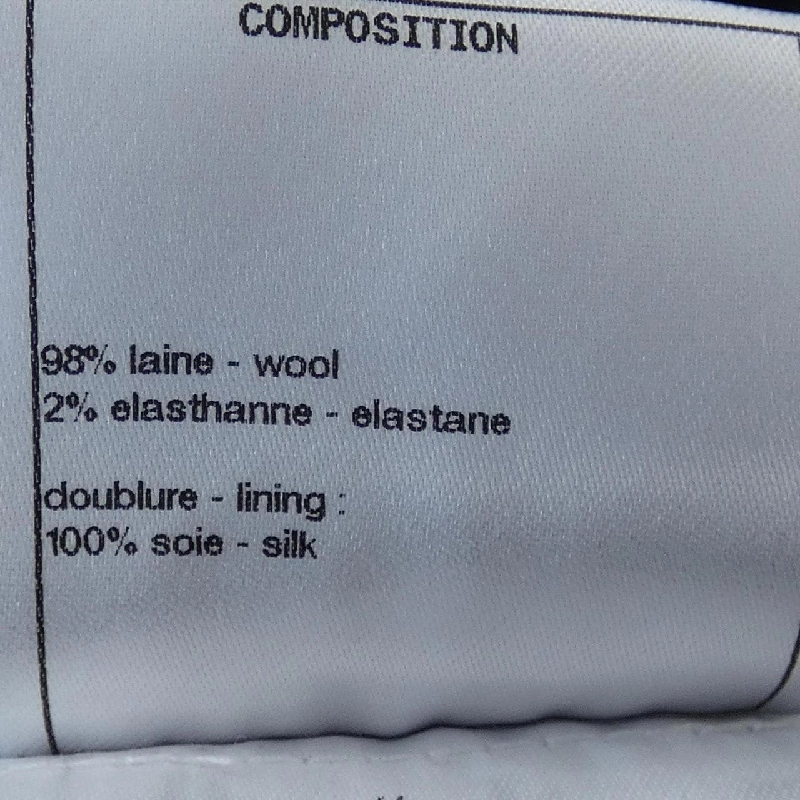 COMPOSITION
98% laine - wool
2% elasthanne - elastane
doublure - lining :
100% soie - silk